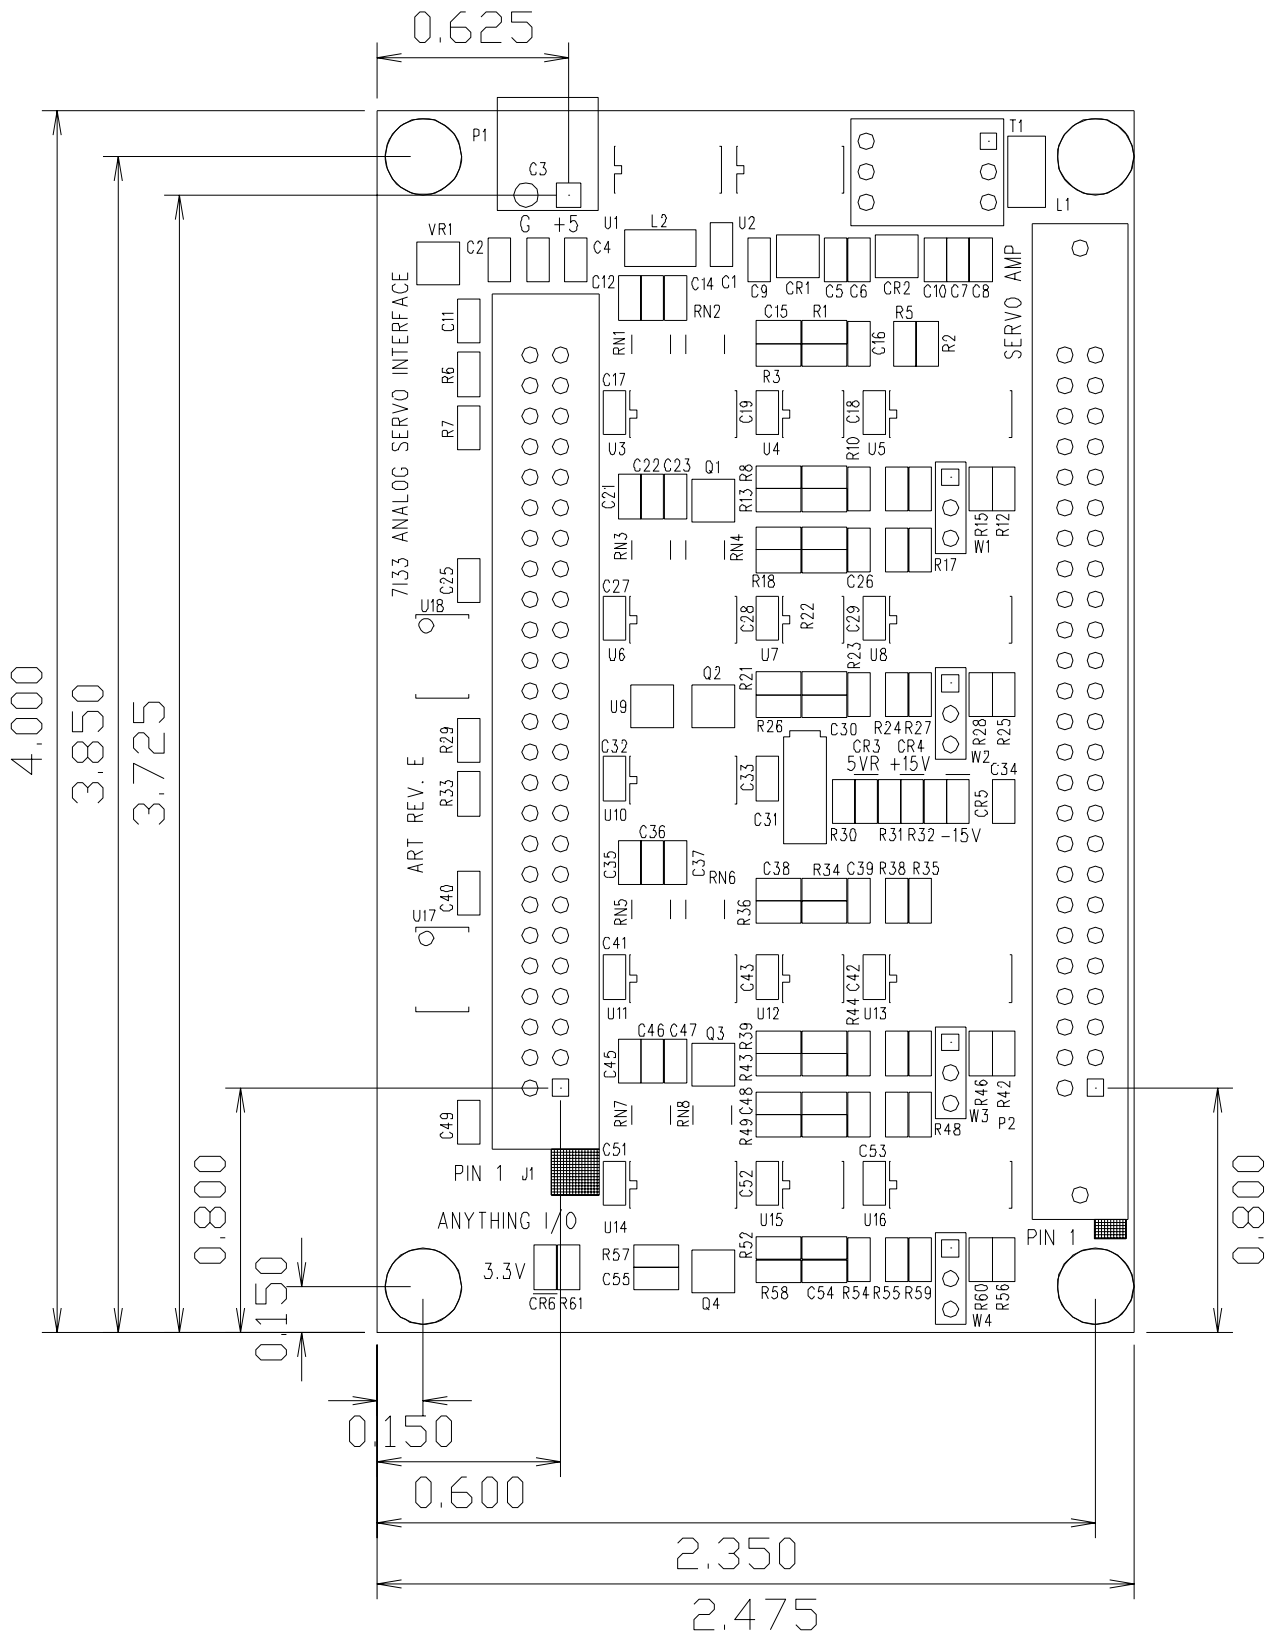 0.625
P1
C3
T1
L1
G +5
U1
L2
U2
VR1
C2
C4
C12
C14
C1
C9
CR1
C5
C6
CR2
C10
C7
C8
SERVO AMP
7I33 ANALOG SERVO INTERFACE
C11
RN1
RN2
C15
R1
C16
R5
R2
R3
R6
R7
C17
C19
C18
U3
U4
R10
U5
C22
C23
Q1
C21
R13
R8
R15
R12
W1
RN3
RN4
R18
C26
R17
C25
U18
C27
C28
R22
C29
U6
U7
R23
U8
4.000
3.850
3.725
U9
Q2
R21
R26
C30
R24
R27
R28
R25
W2
R29
C32
C33
C31
CR3
CR4
5VR
+15V
C34
CR5
ART REV. E
R33
U10
R30
R31
R32
-15V
C35
C36
C37
RN6
C38
R34
C39
R38
R35
C40
RN5
R36
U17
C41
C43
C42
U11
U12
R44
U13
C45
C46
C47
Q3
R39
R43
R46
R42
RN7
RN8
C48
R49
R48
W3
P2
C49
PIN 1
J1
C51
C52
C53
U14
U15
U16
ANYTHING I/O
PIN 1
0.800
0.800
0.150
3.3V
CR6
R61
R57
C55
Q4
R52
R58
C54
R54
R55
R59
R60
R56
W4
0.150
0.600
2.350
2.475